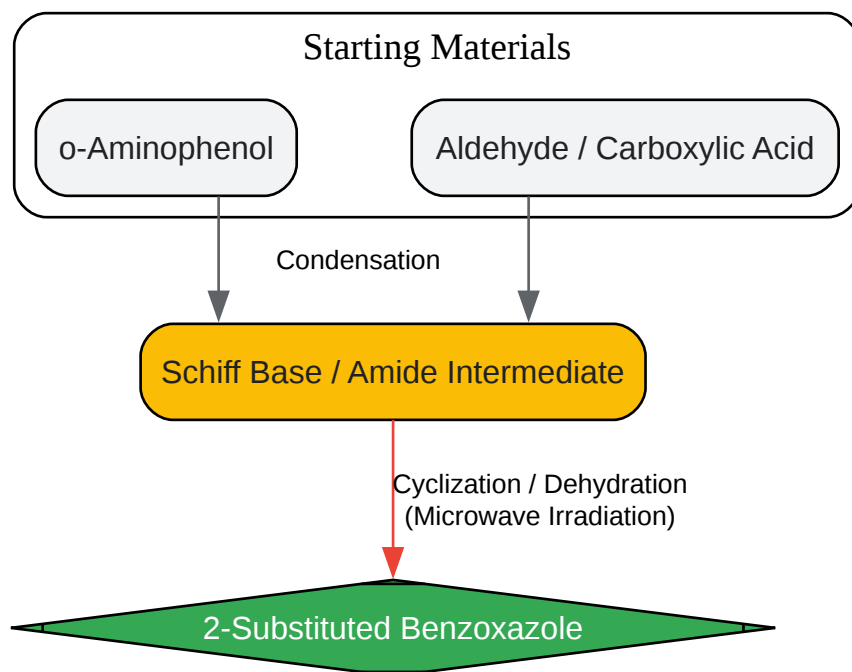 Starting Materials
o-Aminophenol
Aldehyde / Carboxylic Acid
Condensation
Schiff Base / Amide Intermediate
Cyclization / Dehydration
(Microwave Irradiation)
2-Substituted Benzoxazole